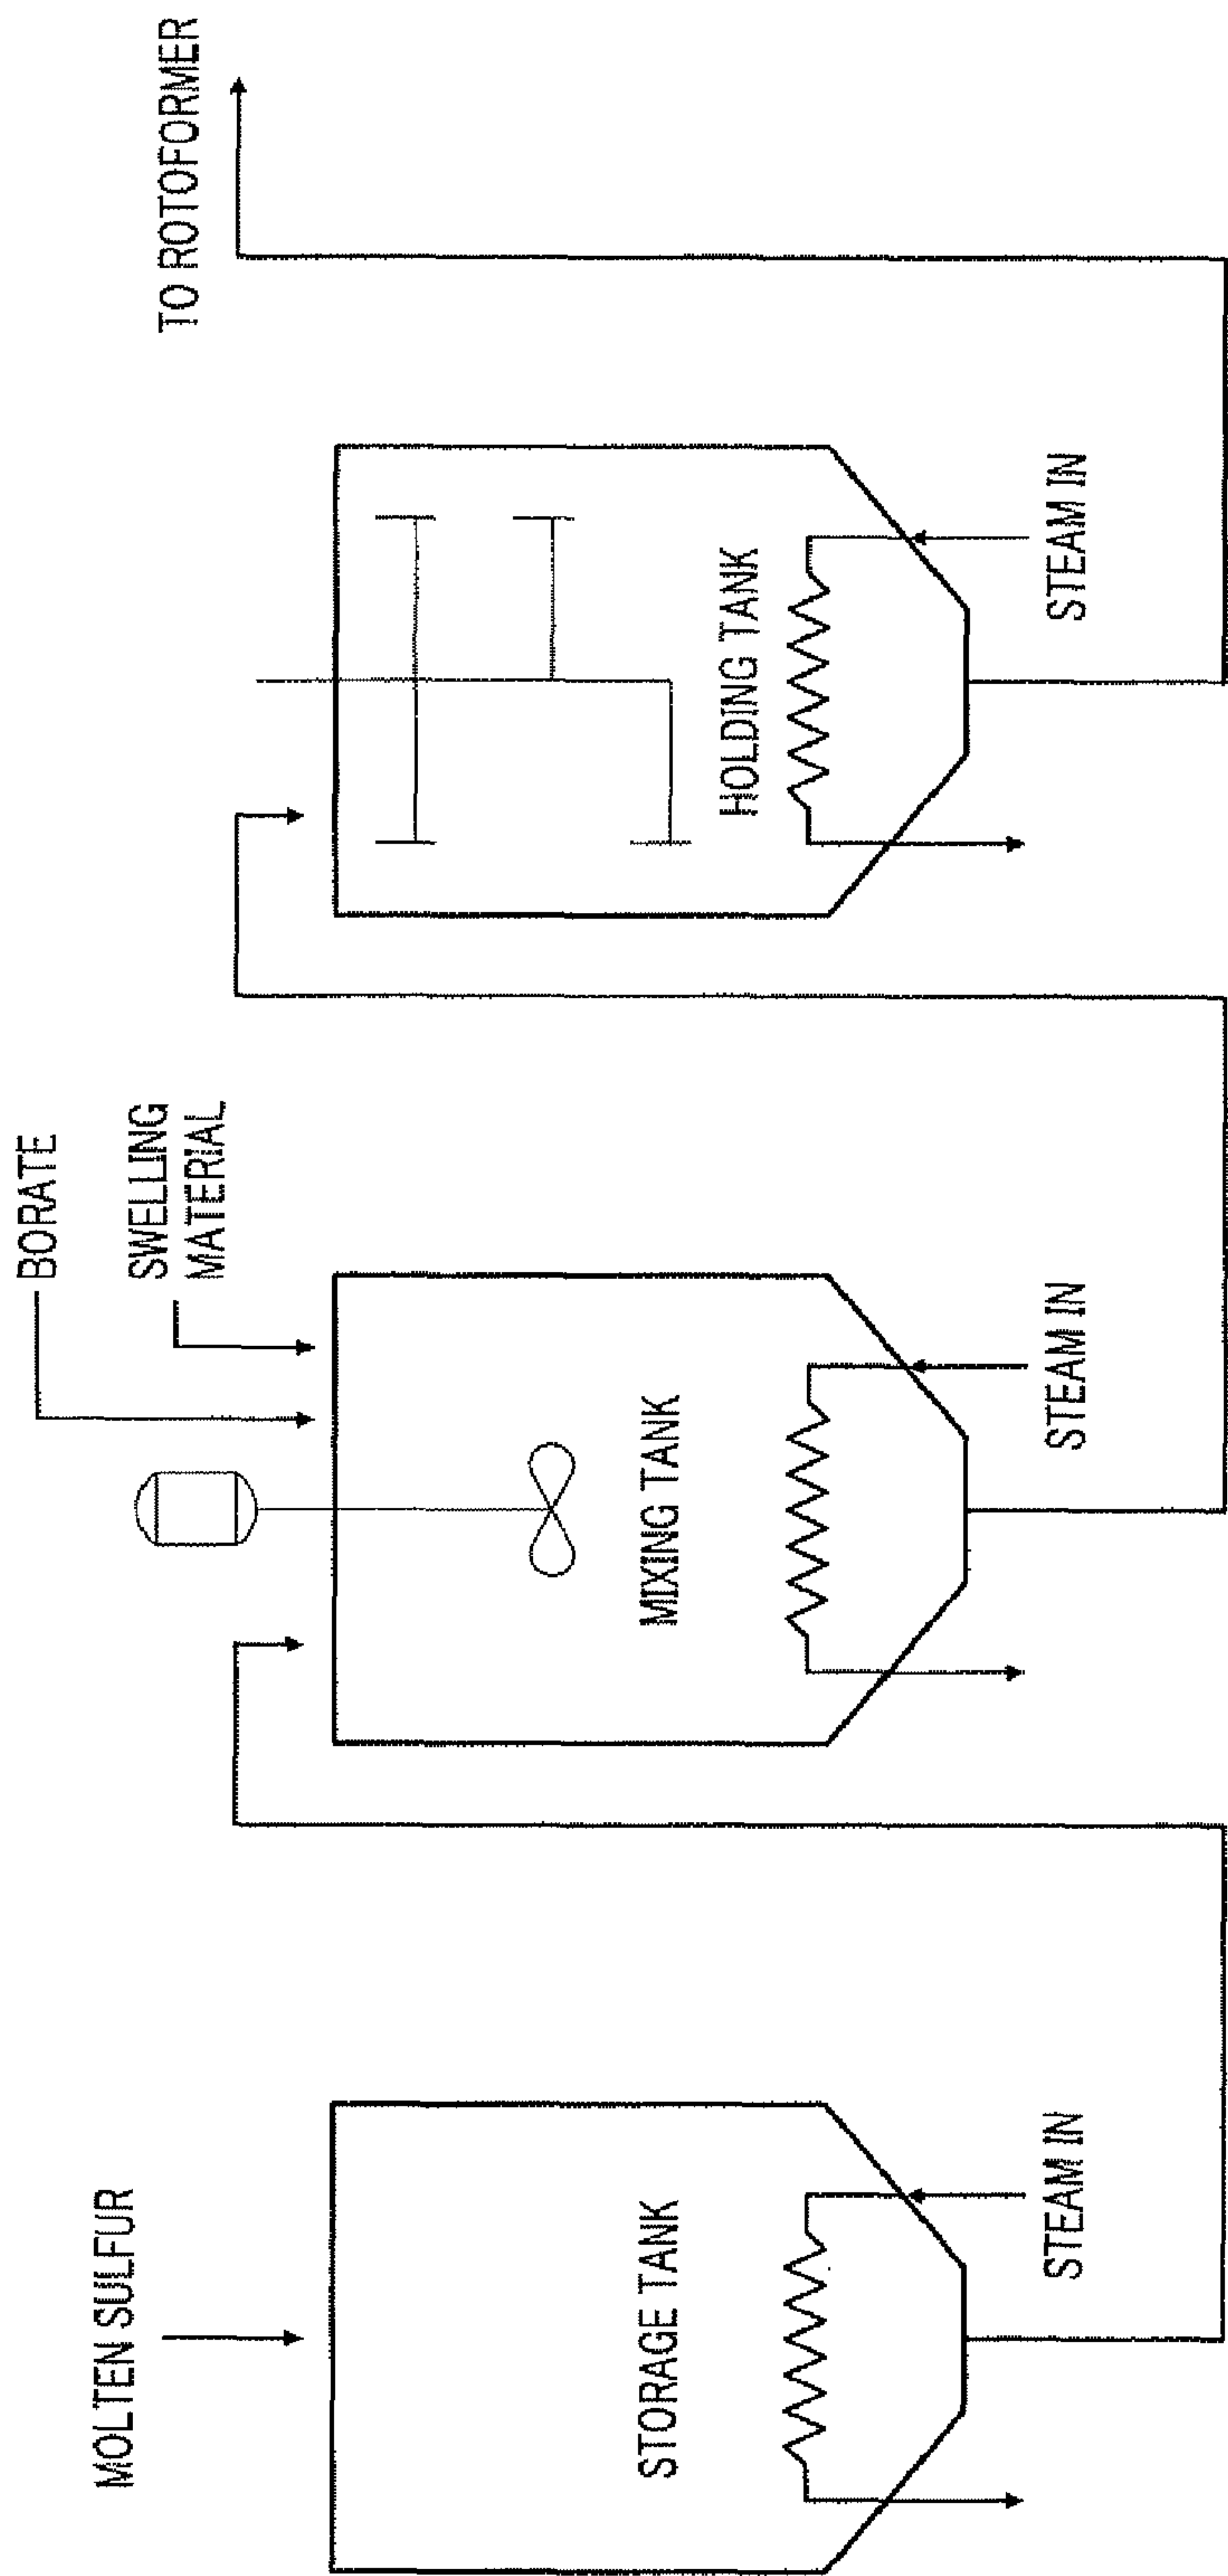 MOLTEN SULFUR
STORAGE TANK
STEAM IN
BORATE
SWELLING
MATERIAL
MIXING TANK
STEAM IN
TO ROTOFORMER
HOLDING TANK
STEAM IN